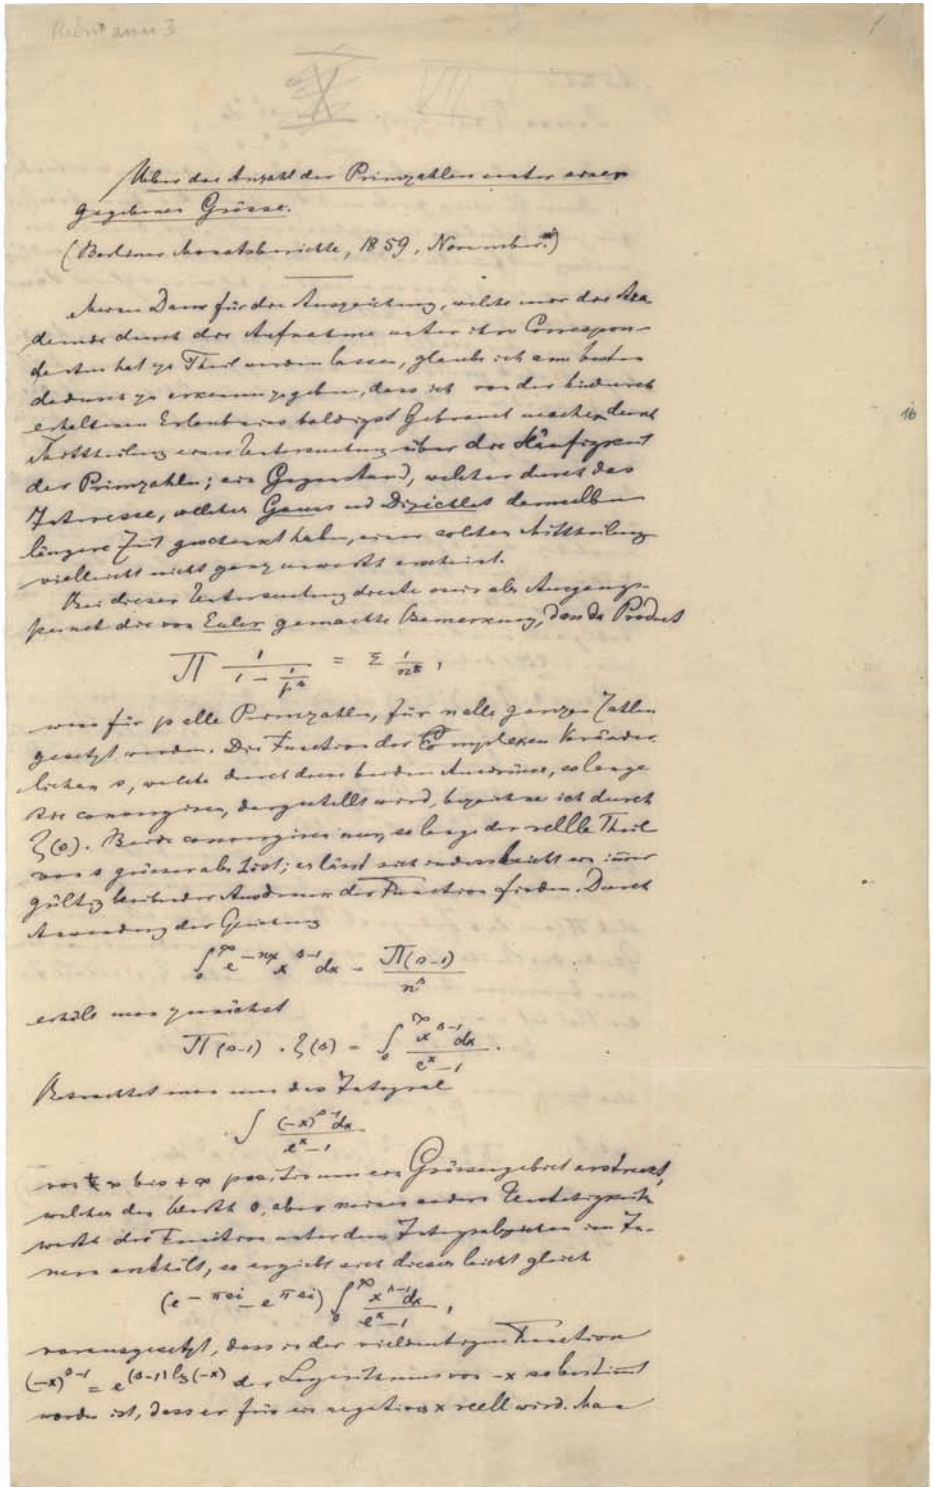 Riemann 3
1
Ueber die Anzahl der Primzahlen unter einer
gegebenen Grösse.
(Berliner Monatsberichte, 1859, November.)
Meinen Dank für die Auszeichnung, welche mir die Aka
demie durch die Aufnahme unter ihre Correspon-
denten hat zu Theil werden lassen, glaube ich am besten
dadurch zu erkennen zu geben, dass ich von der hiedurch
erhaltenen Erlaubniss baldigst Gebrauch mache durch
16
Mittheilung einer Untersuchung über die Häufigkeit
der Primzahlen; ein Gegenstand, welcher durch das
Interesse, welches Gauss und Dirichlet demselben
längere Zeit geschenkt haben, einer solchen Mittheilung
vielleicht nicht ganz unwerth erscheint.
Bei dieser Untersuchung diente mir als Ausgangs-
punct die von Euler gemachte Bemerkung, dass das Product
∏ 1/(1 − 1/p^s) = Σ 1/n^s,
wenn für p alle Primzahlen, für n alle ganzen Zahlen
gesetzt werden. Die Function der Complexen Veränder-
lichen s, welche durch diese beiden Ausdrücke, so lange
sie convergiren, dargestellt wird, bezeichne ich durch
ζ(s). Beide convergiren nur, so lange der reelle Theil
von s grösser als 1 ist; es lässt sich indess leicht ein immer
gültig bleibender Ausdruck der Function finden. Durch
Anwendung der Gleichung
∫₀^∞ e^{−nx} x^{s−1} dx = Π(s−1)/n^s
erhält man zunächst
Π(s−1) . ζ(s) = ∫₀^∞ x^{s−1}dx/(e^x−1) .
Betrachtet man nun das Integral
∫ (−x)^{s−1}dx/(e^x−1)
von + ∞ bis + ∞ positiv um ein Grössengebiet erstreckt,
welches den Werth 0, aber keinen andern Unstetigkeits
werth der Function unter dem Integralzeichen im In-
nern enthält, so ergiebt sich dieses leicht gleich
(e^{−πsi} − e^{πsi}) ∫₀^∞ x^{s−1}dx/(e^x−1) ,
vorausgesetzt, dass in der vieldeutigen Function
(−x)^{s−1} = e^{(s−1) lg(−x)} der Logarithmus von −x so bestimmt
worden ist, dass er für ein negatives x reell wird. Man